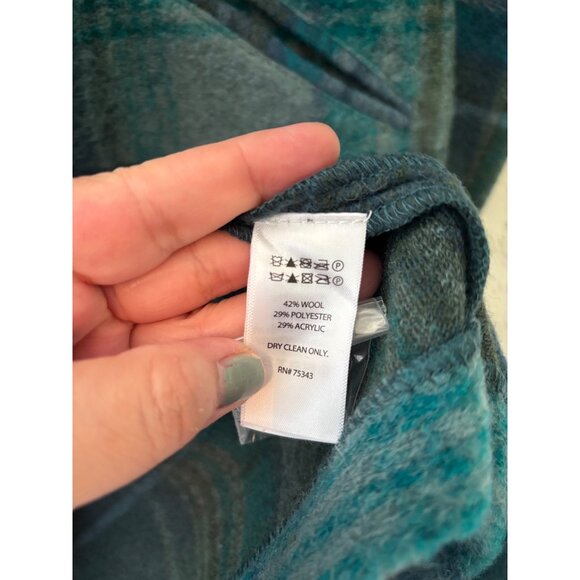 P
P
42% WOOL
29% POLYESTER
29% ACRYLIC
DRY CLEAN ONLY.
RN# 75343